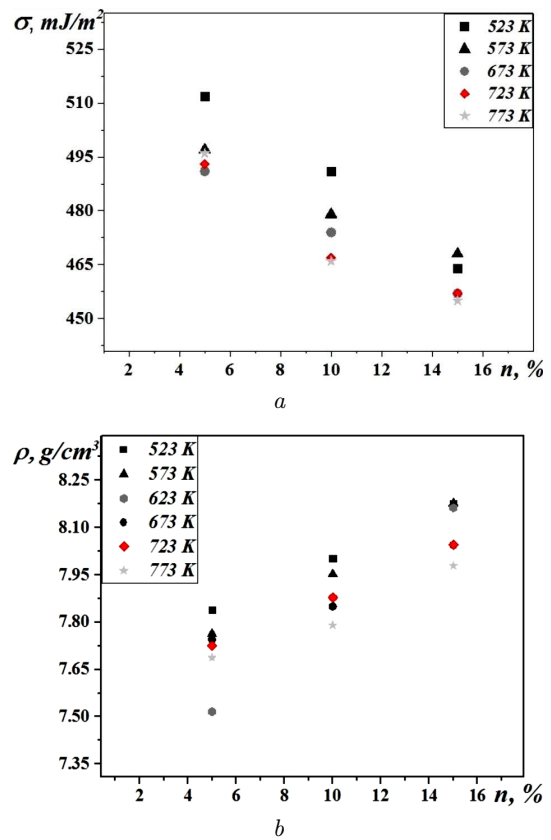 σ, mJ/m²
525
510
495
480
465
450
2 4 6 8 10 12 14 16 n, %
523 K
573 K
673 K
723 K
773 K
a
ρ, g/cm³
8.25
8.10
7.95
7.80
7.65
7.50
7.35
2 4 6 8 10 12 14 16 n, %
523 K
573 K
623 K
673 K
723 K
773 K
b